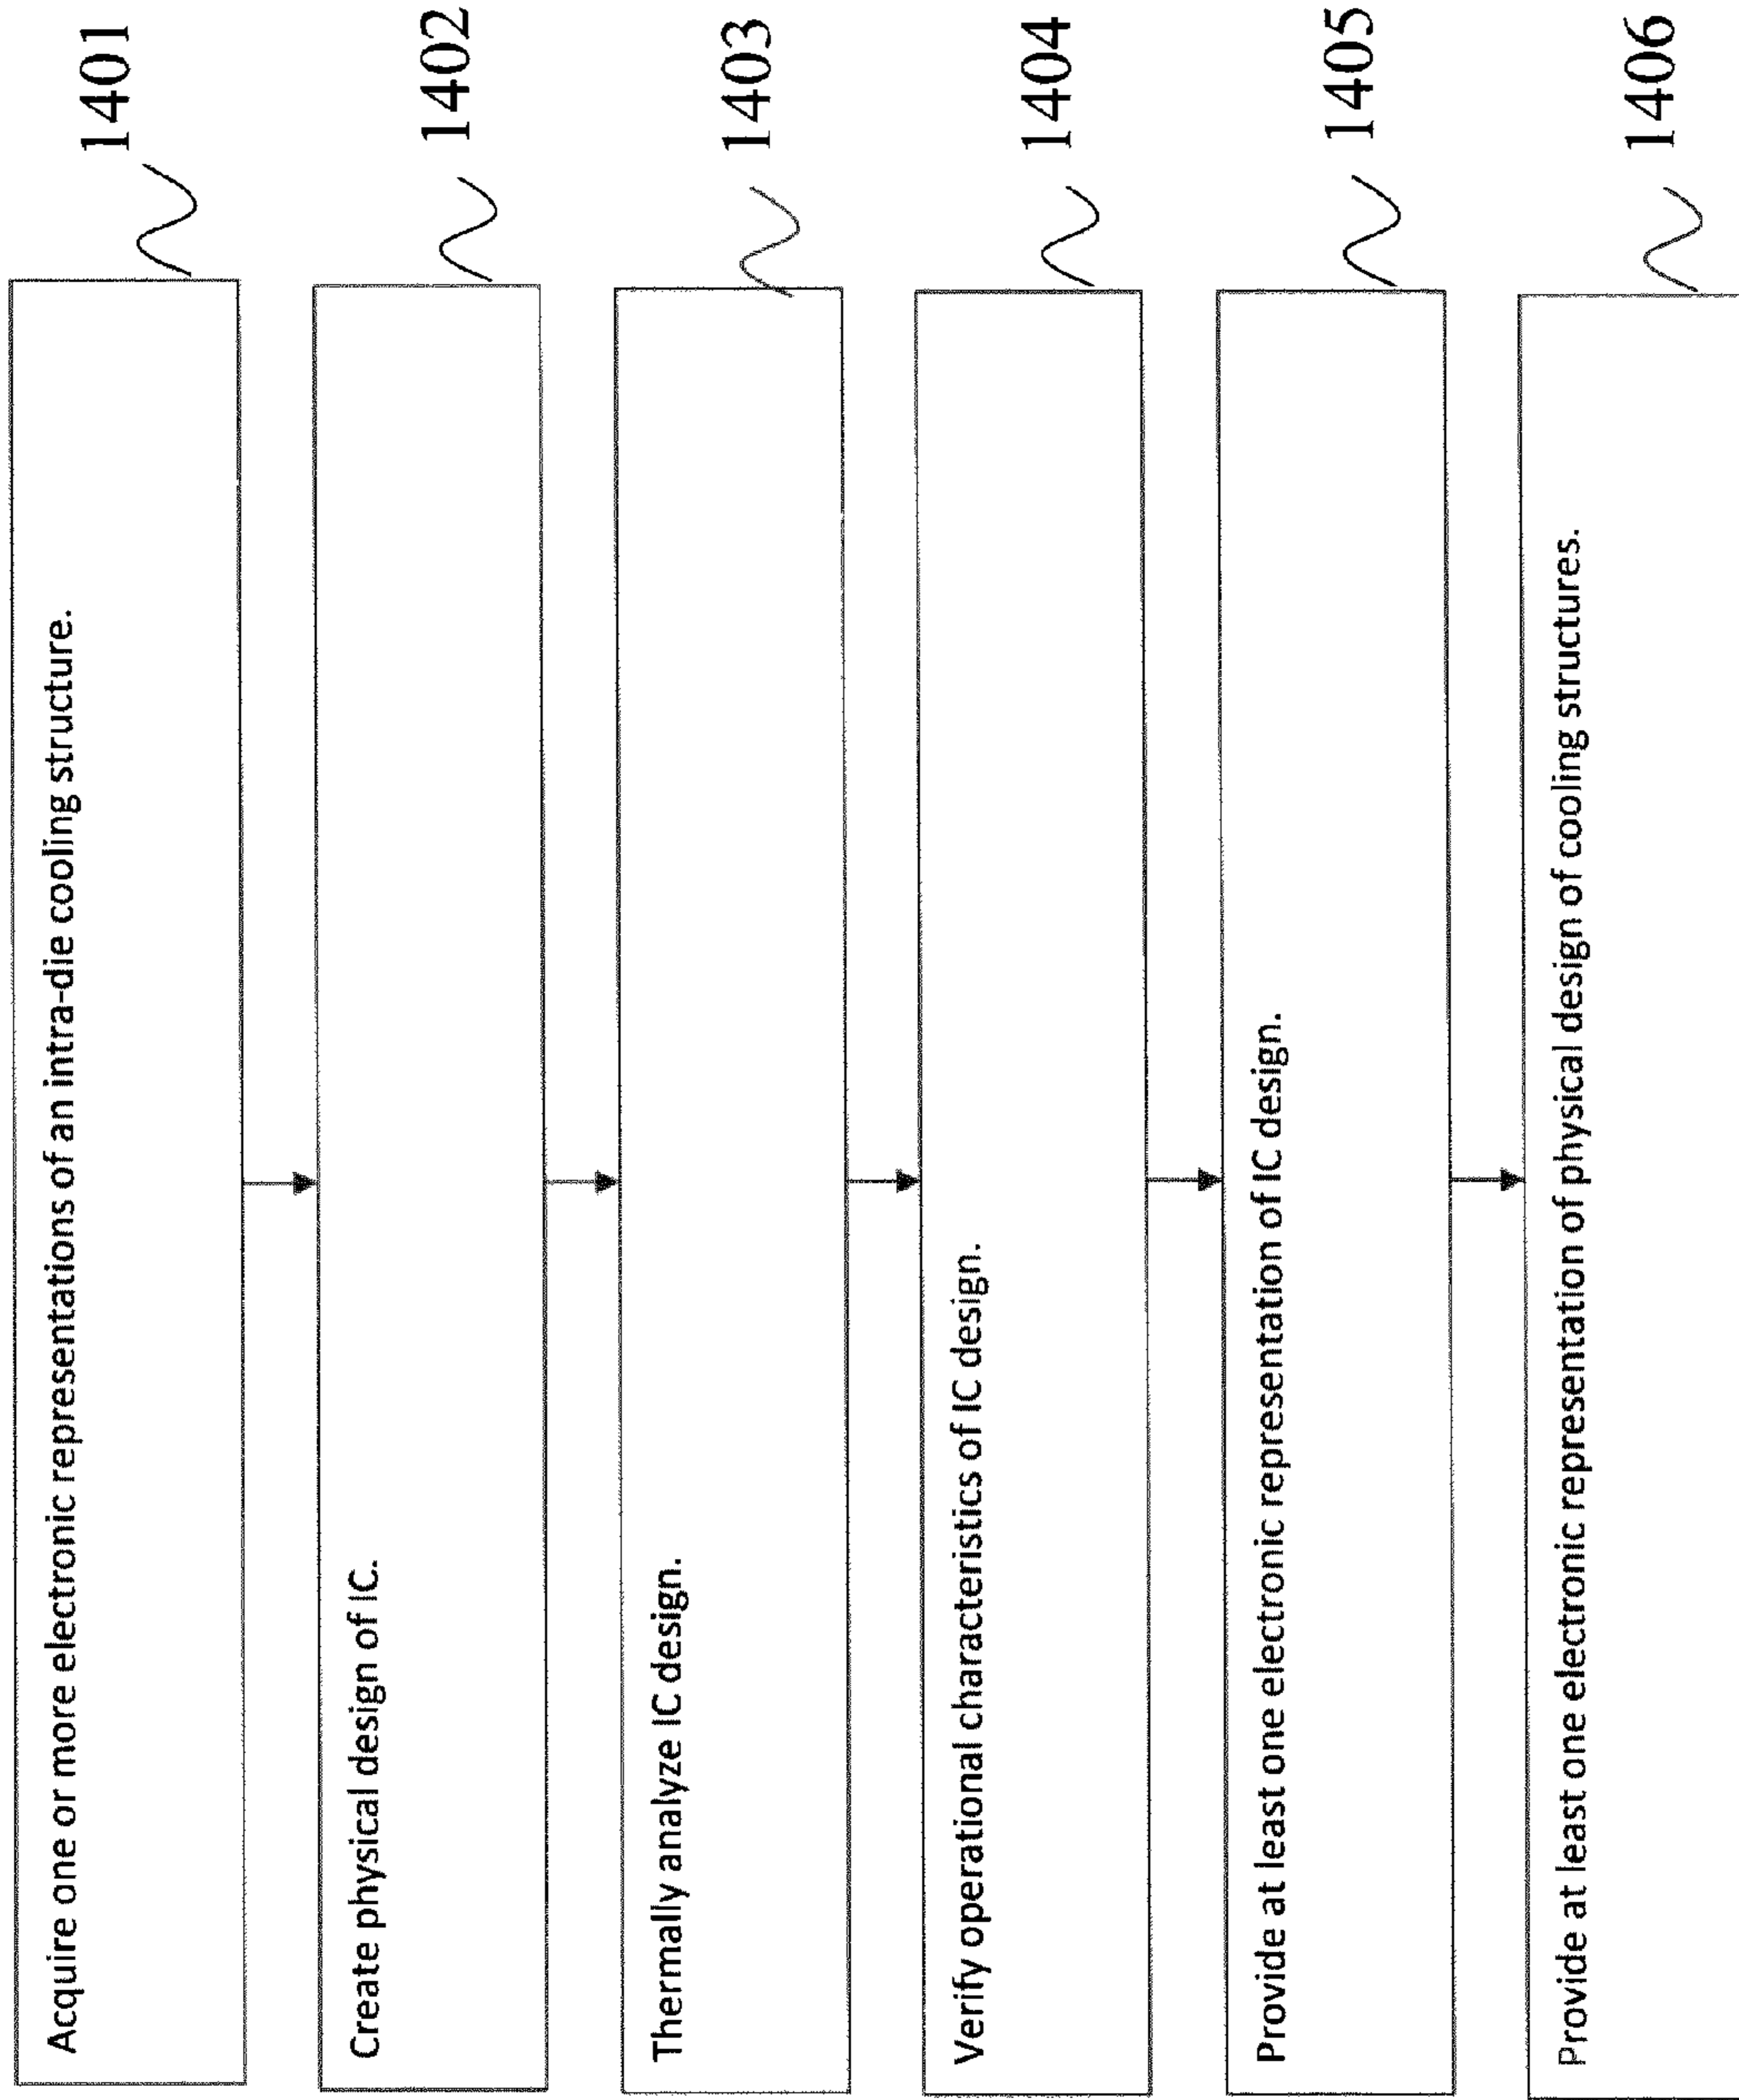 Acquire one or more electronic representations of an intra-die cooling structure.
1401
Create physical design of IC.
1402
Thermally analyze IC design.
1403
Verify operational characteristics of IC design.
1404
Provide at least one electronic representation of IC design.
1405
Provide at least one electronic representation of physical design of cooling structures.
1406